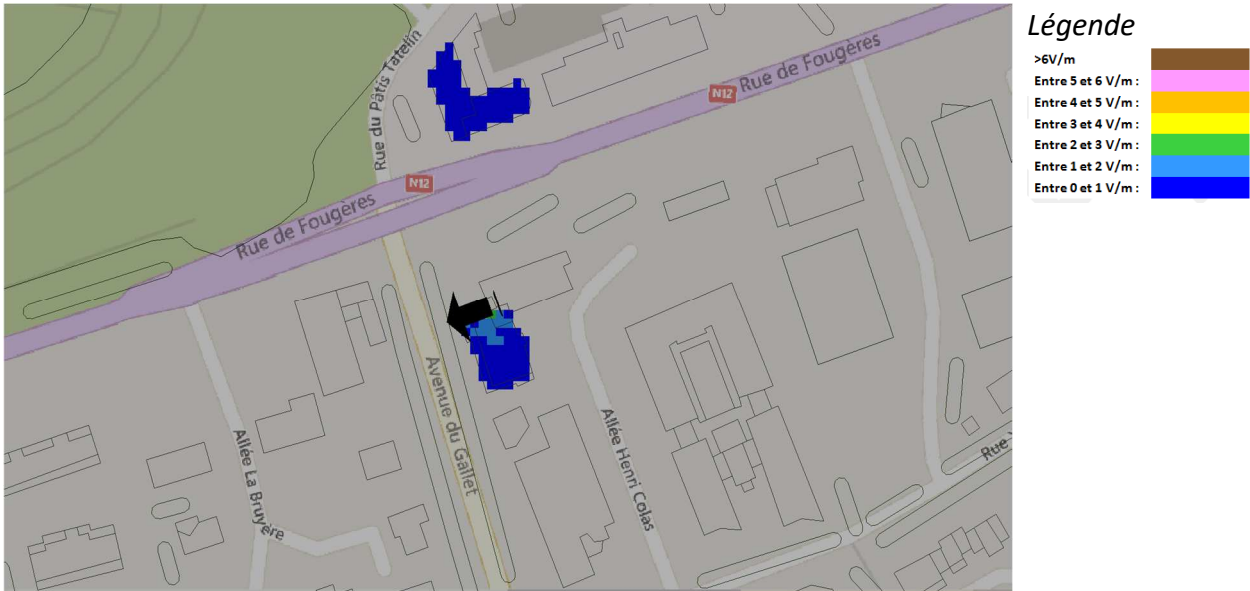 Légende
>6V/m
Entre 5 et 6 V/m :
Entre 4 et 5 V/m :
Entre 3 et 4 V/m :
Entre 2 et 3 V/m :
Entre 1 et 2 V/m :
Entre 0 et 1 V/m :
Rue du Pâtis Tatelin
Rue de Fougères
N12
N12
Rue de Fougères
Avenue du Gallet
Allée La Bruyère
Allée Henri Colas
Rue